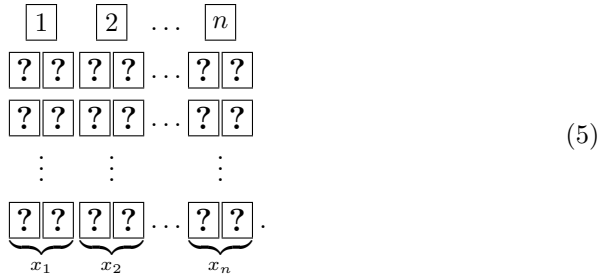 1 2 … n
? ? ? ? … ? ?
? ? ? ? … ? ?
(5)
⋮ ⋮ ⋮
? ? ? ? … ? ? .
x₁ x₂ xₙ